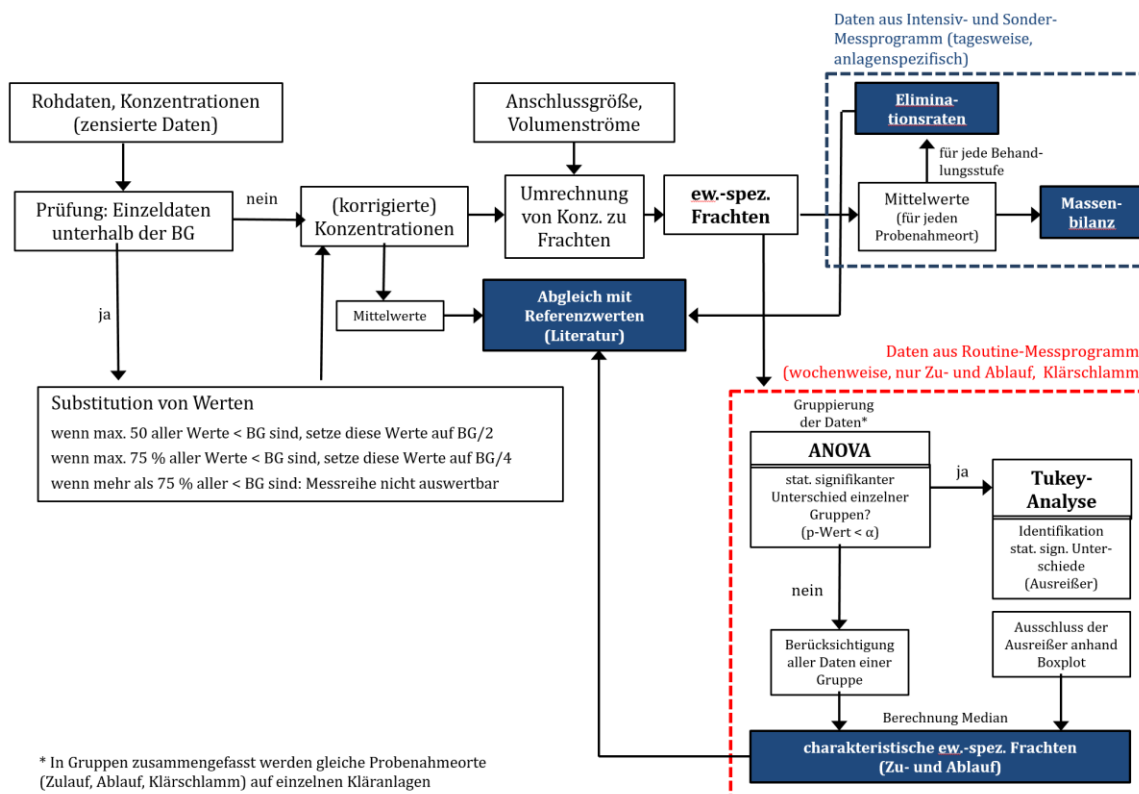 Daten aus Intensiv- und Sonder-
Messprogramm (tagesweise,
anlagenspezifisch)
Rohdaten, Konzentrationen
(zensierte Daten)
Anschlussgröße,
Volumenströme
Elimina-
tionsraten
für jede Behand-
lungsstufe
Prüfung: Einzeldaten
unterhalb der BG
nein
(korrigierte)
Konzentrationen
Umrechnung
von Konz. zu
Frachten
ew.-spez.
Frachten
Mittelwerte
(für jeden
Probenahmeort)
Massen-
bilanz
ja
Mittelwerte
Abgleich mit
Referenzwerten
(Literatur)
Daten aus Routine-Messprogramm
(wochenweise, nur Zu- und Ablauf, Klärschlamm
Substitution von Werten
wenn max. 50 aller Werte < BG sind, setze diese Werte auf BG/2
wenn max. 75 % aller Werte < BG sind, setze diese Werte auf BG/4
wenn mehr als 75 % aller < BG sind: Messreihe nicht auswertbar
Gruppierung
der Daten*
ANOVA
stat. signifikanter
Unterschied einzelner
Gruppen?
(p-Wert < α)
ja
Tukey-
Analyse
Identifikation
stat. sign. Unter-
schiede
(Ausreißer)
nein
Berücksichtigung
aller Daten einer
Gruppe
Ausschluss der
Ausreißer anhand
Boxplot
Berechnung Median
charakteristische ew.-spez. Frachten
(Zu- und Ablauf)
* In Gruppen zusammengefasst werden gleiche Probenahmeorte
(Zulauf, Ablauf, Klärschlamm) auf einzelnen Kläranlagen